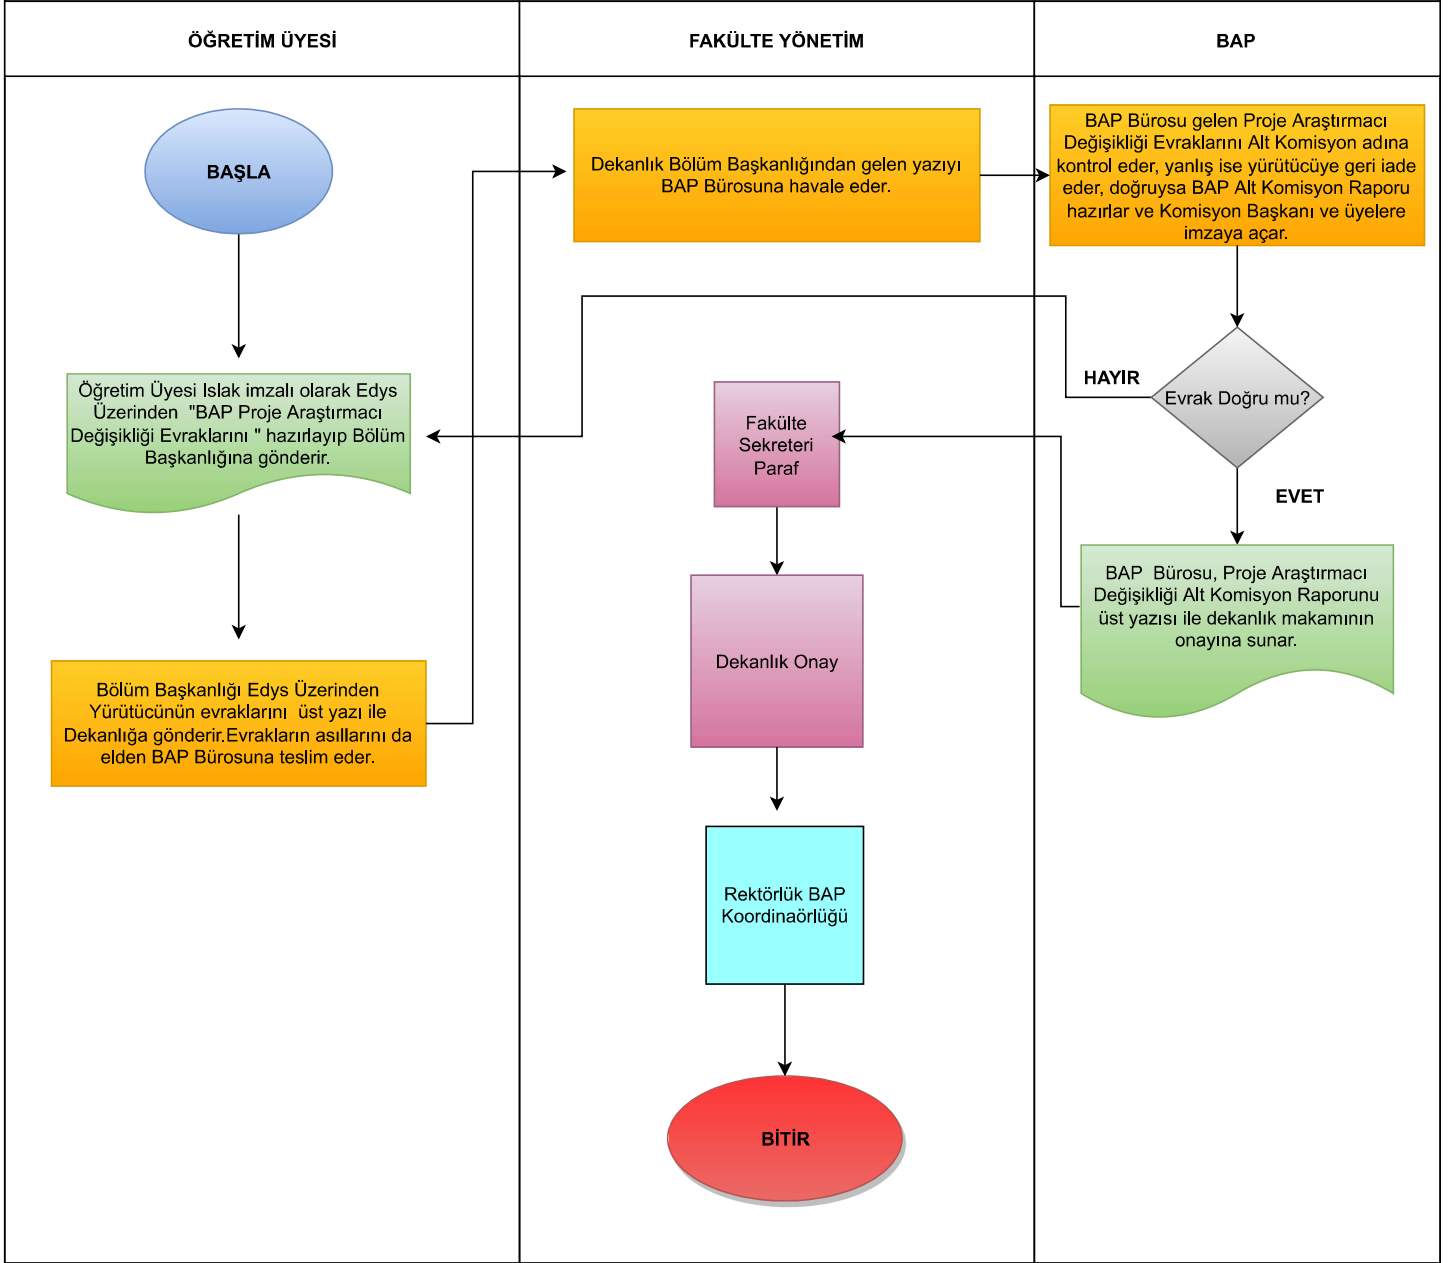 ÖĞRETİM ÜYESİ
FAKÜLTE YÖNETİM
BAP
BAŞLA
Öğretim Üyesi Islak imzalı olarak Edys
Üzerinden "BAP Proje Araştırmacı
Değişikliği Evraklarını " hazırlayıp Bölüm
Başkanlığına gönderir.
Bölüm Başkanlığı Edys Üzerinden
Yürütücünün evraklarını üst yazı ile
Dekanlığa gönderir.Evrakların asıllarını da
elden BAP Bürosuna teslim eder.
Dekanlık Bölüm Başkanlığından gelen yazıyı
BAP Bürosuna havale eder.
BAP Bürosu gelen Proje Araştırmacı
Değişikliği Evraklarını Alt Komisyon adına
kontrol eder, yanlış ise yürütücüye geri iade
eder, doğruysa BAP Alt Komisyon Raporu
hazırlar ve Komisyon Başkanı ve üyelere
imzaya açar.
HAYİR
Evrak Doğru mu?
EVET
BAP Bürosu, Proje Araştırmacı
Değişikliği Alt Komisyon Raporunu
üst yazısı ile dekanlık makamının
onayına sunar.
Fakülte
Sekreteri
Paraf
Dekanlık Onay
Rektörlük BAP
Koordinaörlüğü
BİTİR